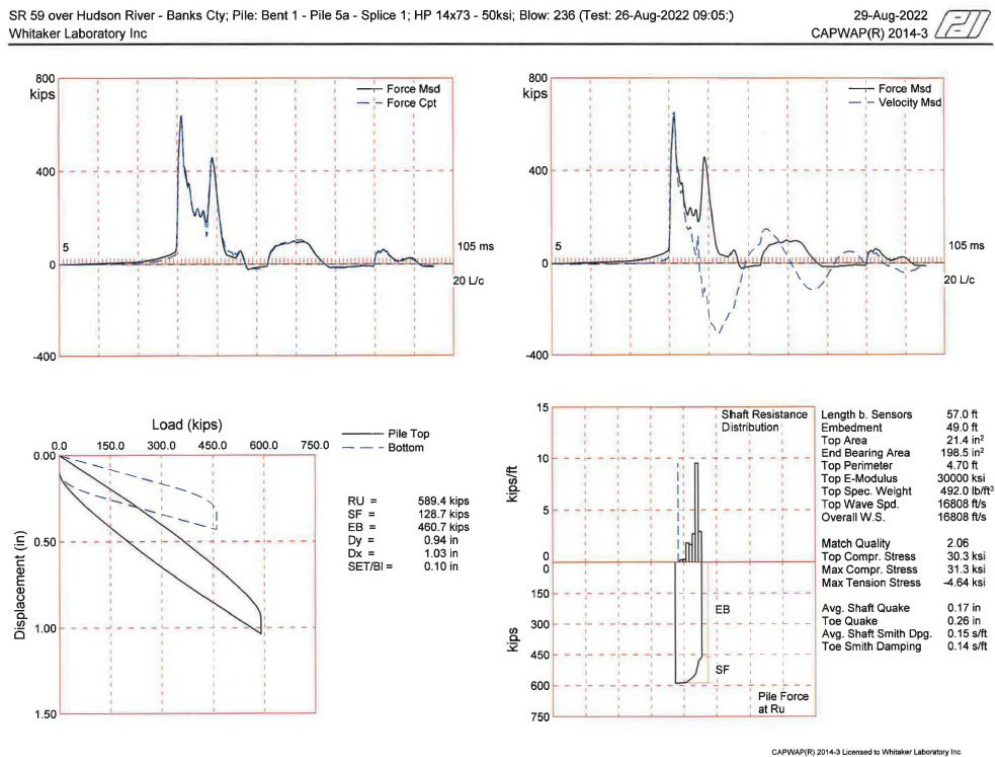 SR 59 over Hudson River - Banks Cty; Pile: Bent 1 - Pile 5a - Splice 1; HP 14x73 - 50ksi; Blow: 236 (Test: 26-Aug-2022 09:05:)
29-Aug-2022
Whitaker Laboratory Inc
CAPWAP(R) 2014-3
800
kips
400
0
-400
5
105 ms
20 L/c
Force Msd
Force Cpt
800
kips
400
0
-400
5
105 ms
20 L/c
Force Msd
Velocity Msd
Load (kips)
0.0 150.0 300.0 450.0 600.0 750.0
0.00
0.50
1.00
1.50
Displacement (in)
Pile Top
Bottom
RU = 589.4 kips
SF = 128.7 kips
EB = 460.7 kips
Dy = 0.94 in
Dx = 1.03 in
SET/Bl = 0.10 in
15
10
5
0
kips/ft
Shaft Resistance
Distribution
0
150
300
450
600
750
kips
EB
SF
Pile Force
at Ru
Length b. Sensors 57.0 ft
Embedment 49.0 ft
Top Area 21.4 in²
End Bearing Area 198.5 in²
Top Perimeter 4.70 ft
Top E-Modulus 30000 ksi
Top Spec. Weight 492.0 lb/ft³
Top Wave Spd. 16808 ft/s
Overall W.S. 16808 ft/s
Match Quality 2.06
Top Compr. Stress 30.3 ksi
Max Compr. Stress 31.3 ksi
Max Tension Stress -4.64 ksi
Avg. Shaft Quake 0.17 in
Toe Quake 0.26 in
Avg. Shaft Smith Dpg. 0.15 s/ft
Toe Smith Damping 0.14 s/ft
CAPWAP(R) 2014-3 Licensed to Whitaker Laboratory Inc